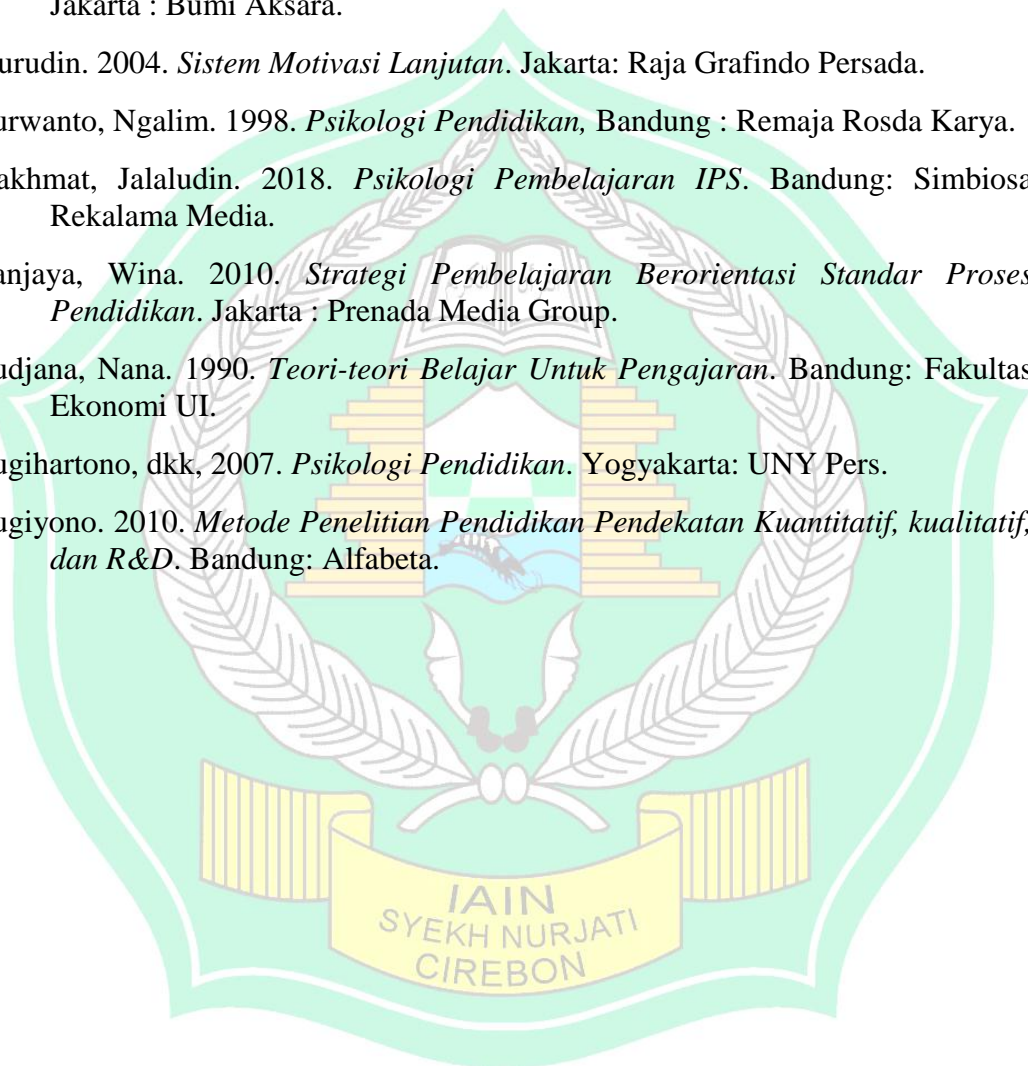 Jakarta : Bumi Aksara.
urudin. 2004. Sistem Motivasi Lanjutan. Jakarta: Raja Grafindo Persada.
urwanto, Ngalim. 1998. Psikologi Pendidikan, Bandung : Remaja Rosda Karya.
akhmat, Jalaludin. 2018. Psikologi Pembelajaran IPS. Bandung: Simbiosa
Rekalama Media.
anjaya, Wina. 2010. Strategi Pembelajaran Berorientasi Standar Proses
Pendidikan. Jakarta : Prenada Media Group.
udjana, Nana. 1990. Teori-teori Belajar Untuk Pengajaran. Bandung: Fakultas
Ekonomi UI.
ugihartono, dkk, 2007. Psikologi Pendidikan. Yogyakarta: UNY Pers.
ugiyono. 2010. Metode Penelitian Pendidikan Pendekatan Kuantitatif, kualitatif,
dan R&D. Bandung: Alfabeta.
IAIN
SYEKH NURJATI
CIREBON